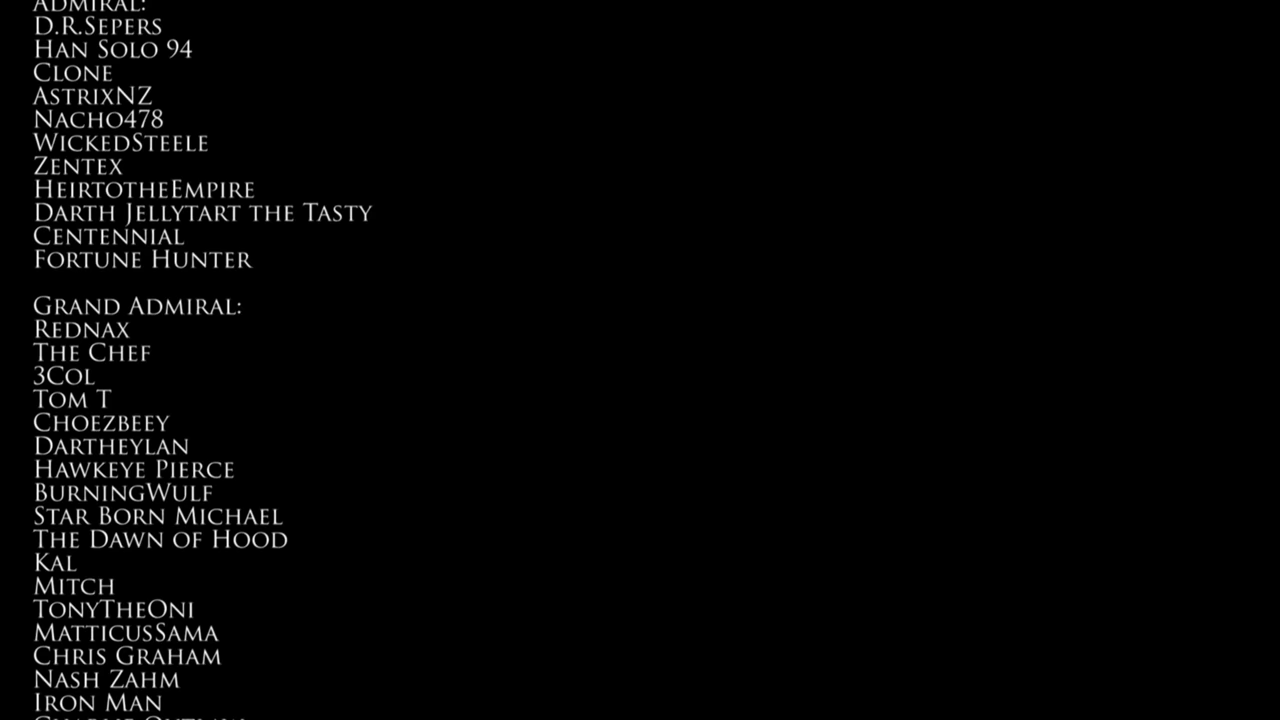 Admiral:
D.R.Sepers
Han Solo 94
Clone
AstrixNZ
Nacho478
WickedSteele
Zentex
HeirtotheEmpire
Darth Jellytart the Tasty
Centennial
Fortune Hunter
Grand Admiral:
Rednax
The Chef
3Col
Tom T
Choezbeey
Dartheylan
Hawkeye Pierce
BurningWulf
Star Born Michael
The Dawn of Hood
Kal
Mitch
TonyTheOni
MatticusSama
Chris Graham
Nash Zahm
Iron Man